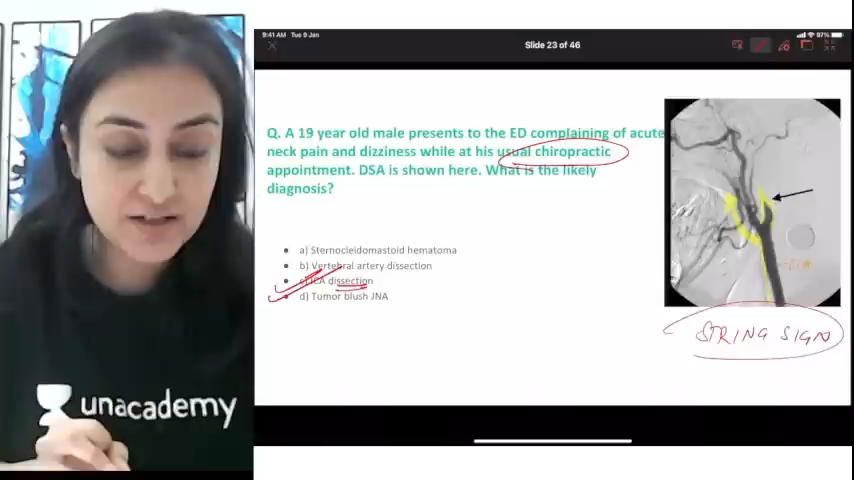 9:41 AM Tue 9 Jan
97%
Slide 23 of 46
Q. A 19 year old male presents to the ED complaining of acute
neck pain and dizziness while at his usual chiropractic
appointment. DSA is shown here. What is the likely
diagnosis?
a) Sternocleidomastoid hematoma
b) Vertebral artery dissection
c) ICA dissection
d) Tumor blush JNA
STRING SIGN
unacademy